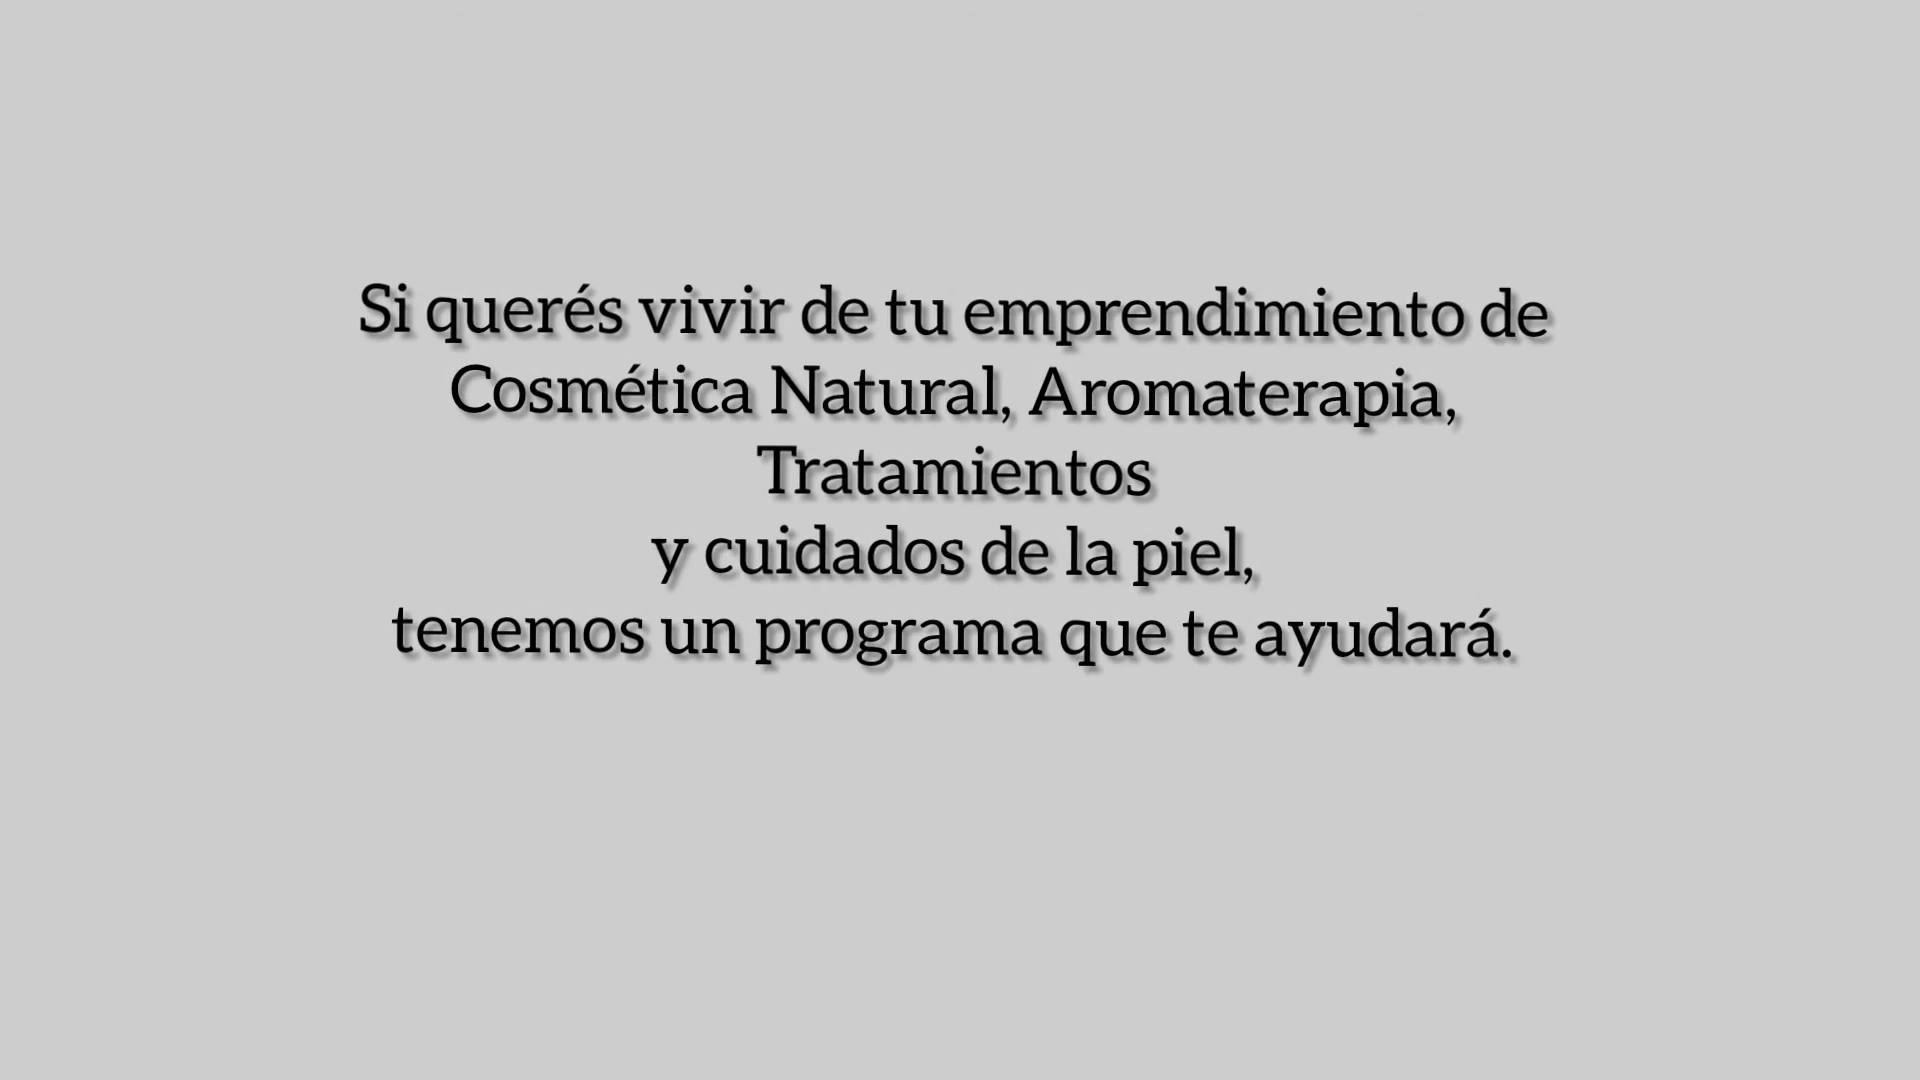 Si querés vivir de tu emprendimiento de
Cosmética Natural, Aromaterapia,
Tratamientos
y cuidados de la piel,
tenemos un programa que te ayudará.